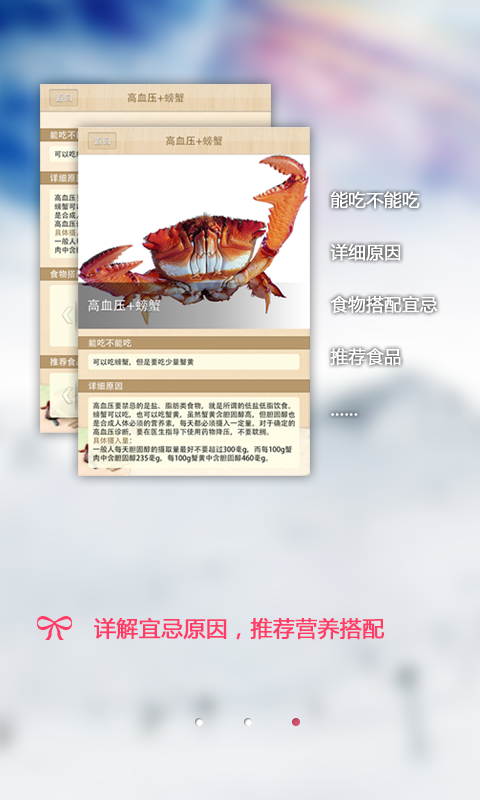 高血压+螃蟹
能吃不能
可以吃
详细原
高血压
螃蟹可
是合成
高血压
具体摄
一般人
肉中含
食物搭
推荐食
返回
高血压+螃蟹
高血压+螃蟹
能吃不能吃
可以吃螃蟹，但是要吃少量蟹黄
详细原因
高血压要禁忌的是盐、脂肪类食物，就是所谓的低盐低脂饮食。
螃蟹可以吃，也可以吃蟹黄，虽然蟹黄含胆固醇高，但胆固醇也
是合成人体必须的营养素，每天都必须摄入一定量，对于确定的
高血压诊断，要在医生指导下使用药物降压，不要耽搁。
具体摄入量：
一般人每天胆固醇的摄取量最好不要超过300毫克，而每100g蟹
肉中含胆固醇235毫克，每100g蟹黄中含胆固醇460毫克。
能吃不能吃
详细原因
食物搭配宜忌
推荐食品
......
详解宜忌原因，推荐营养搭配